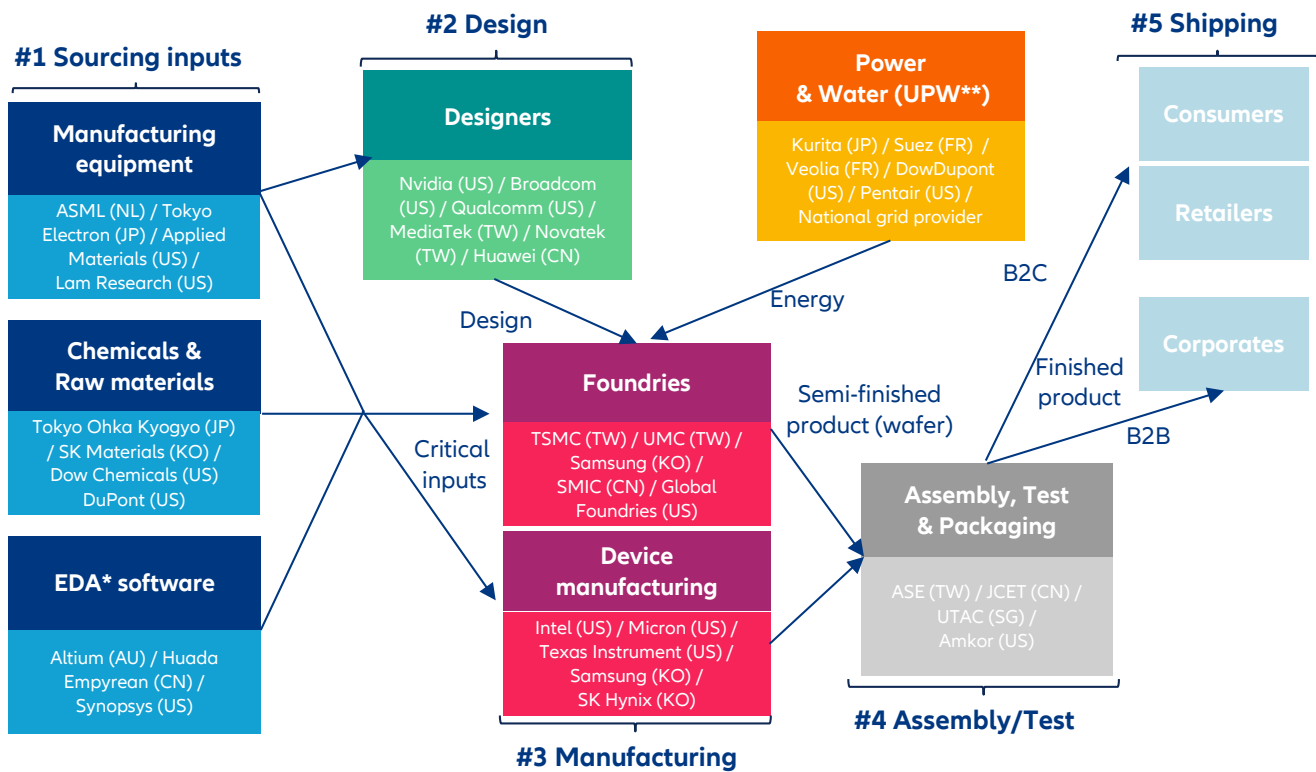 #1 Sourcing inputs
Manufacturing
equipment
ASML (NL) / Tokyo
Electron (JP) / Applied
Materials (US) /
Lam Research (US)
Chemicals &
Raw materials
Tokyo Ohka Kyogyo (JP)
/ SK Materials (KO) /
Dow Chemicals (US)
DuPont (US)
EDA* software
Altium (AU) / Huada
Empyrean (CN) /
Synopsys (US)
#2 Design
Designers
Nvidia (US) / Broadcom
(US) / Qualcomm (US) /
MediaTek (TW) / Novatek
(TW) / Huawei (CN)
Design
Power
& Water (UPW**)
Kurita (JP) / Suez (FR) /
Veolia (FR) / DowDupont
(US) / Pentair (US) /
National grid provider
Energy
Critical
inputs
Foundries
TSMC (TW) / UMC (TW) /
Samsung (KO) /
SMIC (CN) / Global
Foundries (US)
Device
manufacturing
Intel (US) / Micron (US) /
Texas Instrument (US) /
Samsung (KO) /
SK Hynix (KO)
#3 Manufacturing
Semi-finished
product (wafer)
Assembly, Test
& Packaging
ASE (TW) / JCET (CN) /
UTAC (SG) /
Amkor (US)
#4 Assembly/Test
#5 Shipping
Consumers
Retailers
Corporates
B2C
Finished
product
B2B